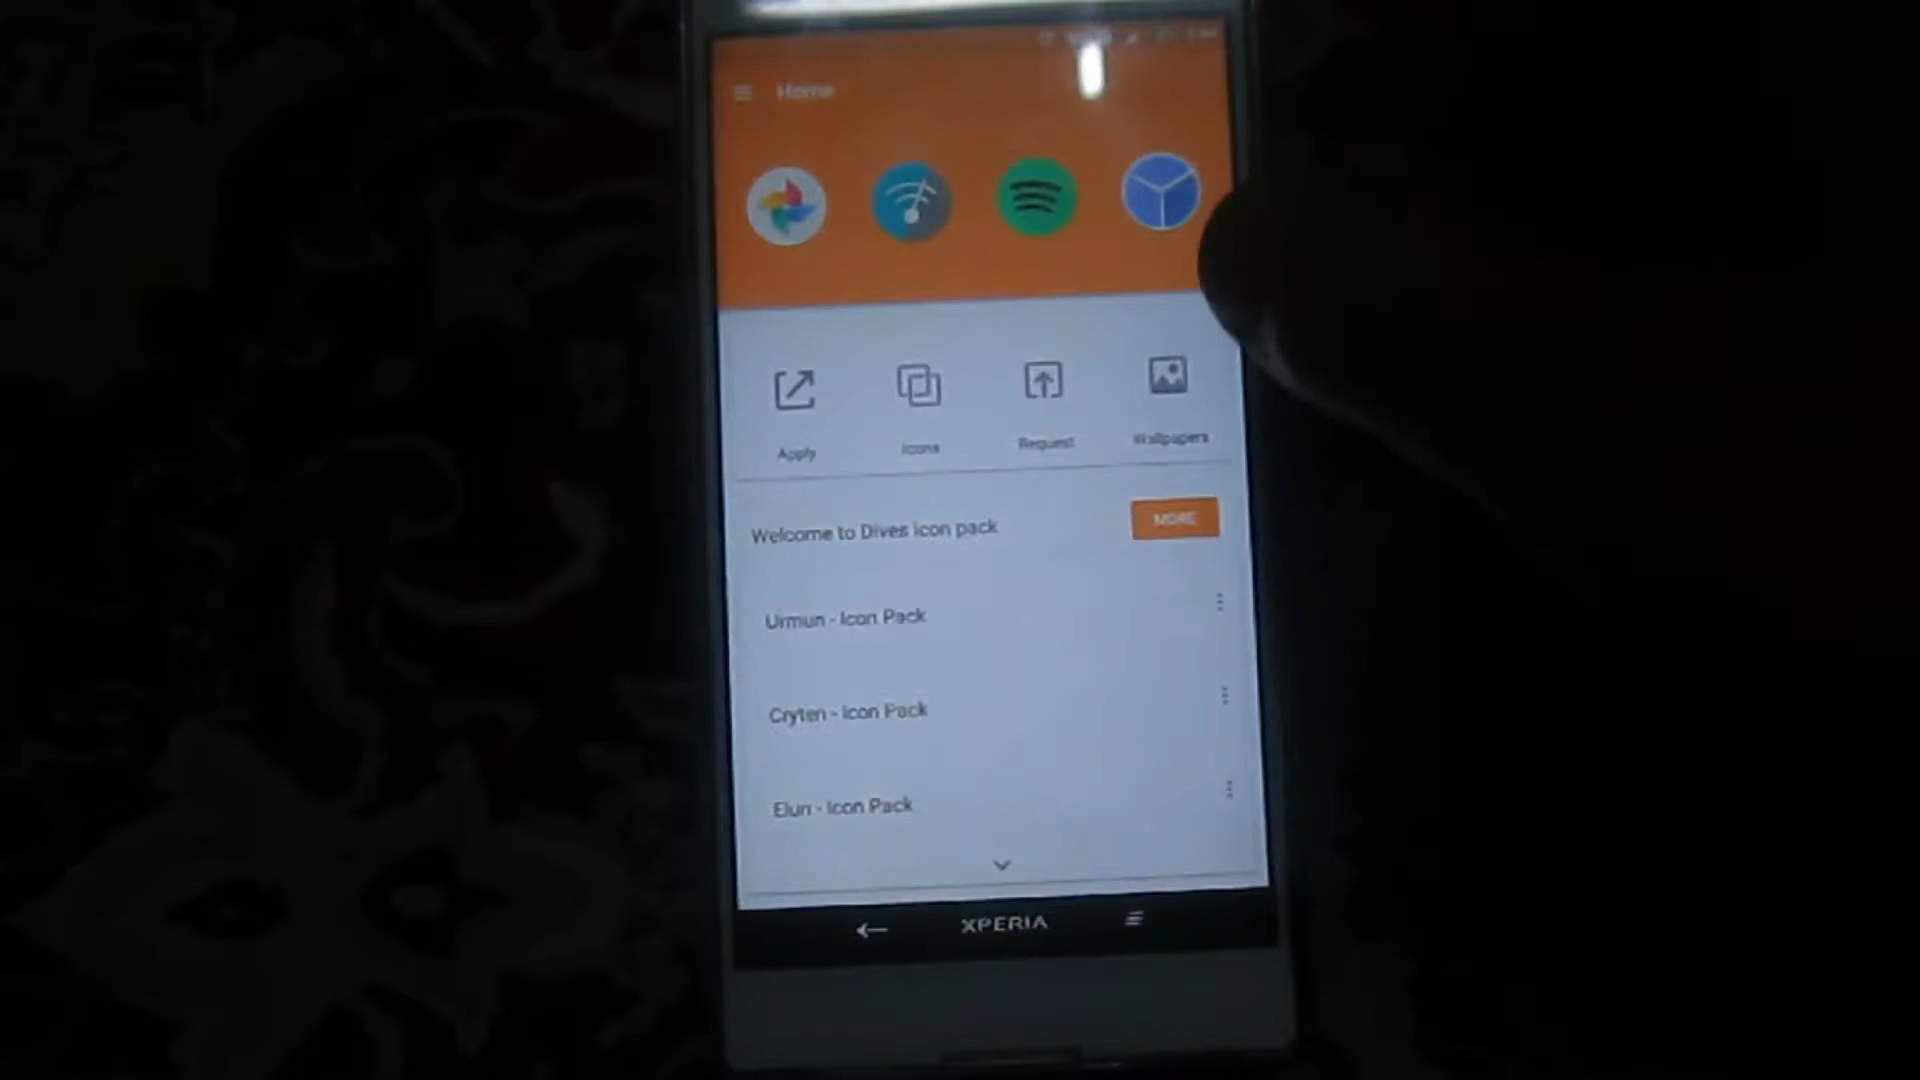 Home
Apply
Icons
Request
Wallpapers
Welcome to Dives icon pack
MORE
Urmun - Icon Pack
Cryten - Icon Pack
Elun - Icon Pack
XPERIA